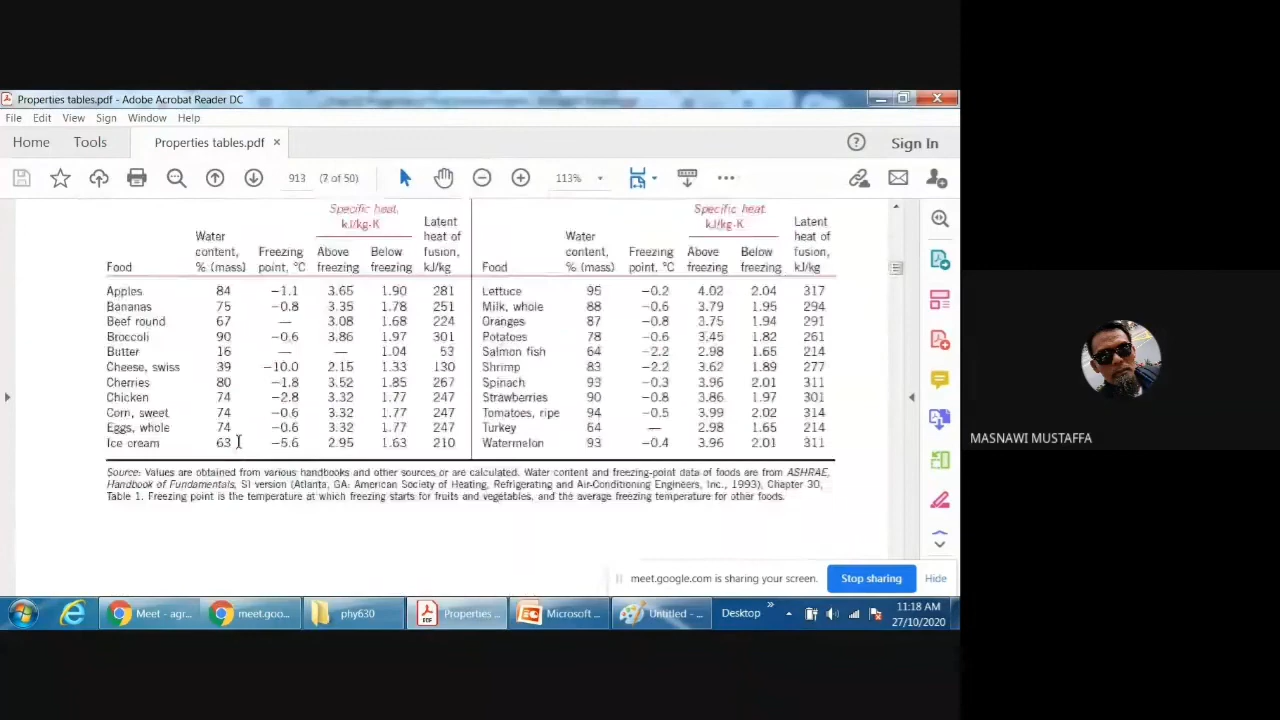 Properties tables.pdf - Adobe Acrobat Reader DC
File Edit View Sign Window Help
Home Tools Properties tables.pdf × Sign In
913 (7 of 50) 113%
Specific heat, Specific heat,
kJ/kg·K Latent kJ/kg·K Latent
Water heat of Water heat of
content, Freezing Above Below fusion, content, Freezing Above Below fusion,
Food % (mass) point, °C freezing freezing kJ/kg Food % (mass) point, °C freezing freezing kJ/kg
Apples 84 −1.1 3.65 1.90 281 Lettuce 95 −0.2 4.02 2.04 317
Bananas 75 −0.8 3.35 1.78 251 Milk, whole 88 −0.6 3.79 1.95 294
Beef round 67 — 3.08 1.68 224 Oranges 87 −0.8 3.75 1.94 291
Broccoli 90 −0.6 3.86 1.97 301 Potatoes 78 −0.6 3.45 1.82 261
Butter 16 — — 1.04 53 Salmon fish 64 −2.2 2.98 1.65 214
Cheese, swiss 39 −10.0 2.15 1.33 130 Shrimp 83 −2.2 3.62 1.89 277
Cherries 80 −1.8 3.52 1.85 267 Spinach 93 −0.3 3.96 2.01 311
Chicken 74 −2.8 3.32 1.77 247 Strawberries 90 −0.8 3.86 1.97 301
Corn, sweet 74 −0.6 3.32 1.77 247 Tomatoes, ripe 94 −0.5 3.99 2.02 314
Eggs, whole 74 −0.6 3.32 1.77 247 Turkey 64 — 2.98 1.65 214
Ice cream 63 −5.6 2.95 1.63 210 Watermelon 93 −0.4 3.96 2.01 311
Source: Values are obtained from various handbooks and other sources or are calculated. Water content and freezing-point data of foods are from ASHRAE,
Handbook of Fundamentals, SI version (Atlanta, GA: American Society of Heating, Refrigerating and Air-Conditioning Engineers, Inc., 1993), Chapter 30,
Table 1. Freezing point is the temperature at which freezing starts for fruits and vegetables, and the average freezing temperature for other foods.
MASNAWI MUSTAFFA
meet.google.com is sharing your screen. Stop sharing Hide
Meet - agr... meet.goo... phy630 Properties ... Microsoft ... Untitled - ... Desktop » 11:18 AM
27/10/2020